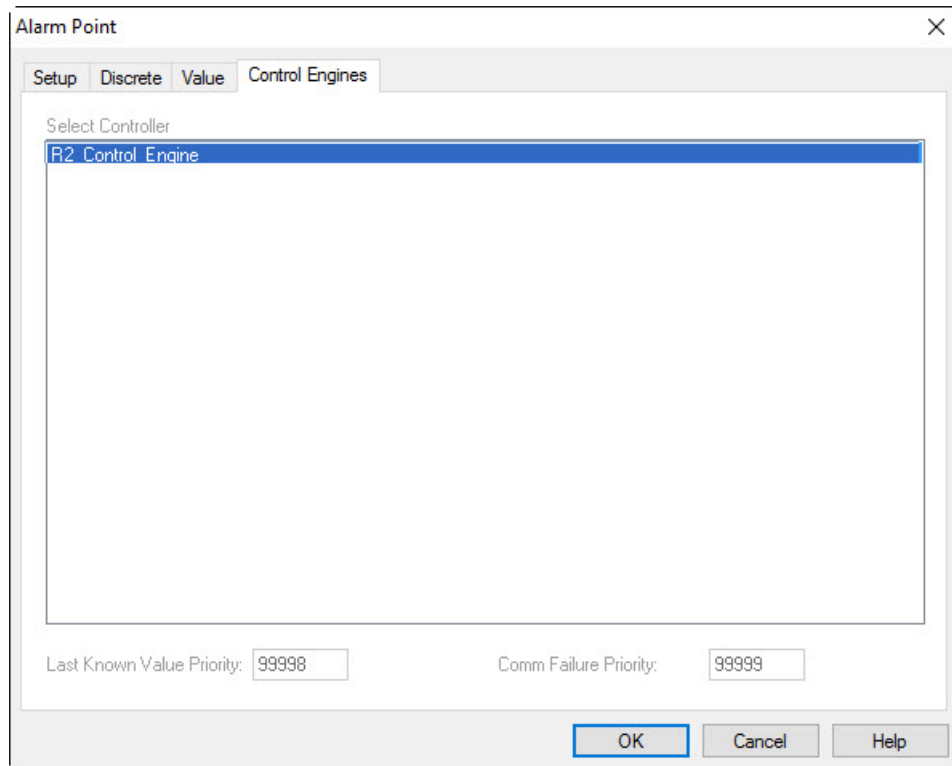 Alarm Point
Setup Discrete Value Control Engines
Select Controller
R2 Control Engine
Last Known Value Priority: 99998 Comm Failure Priority: 99999
OK Cancel Help